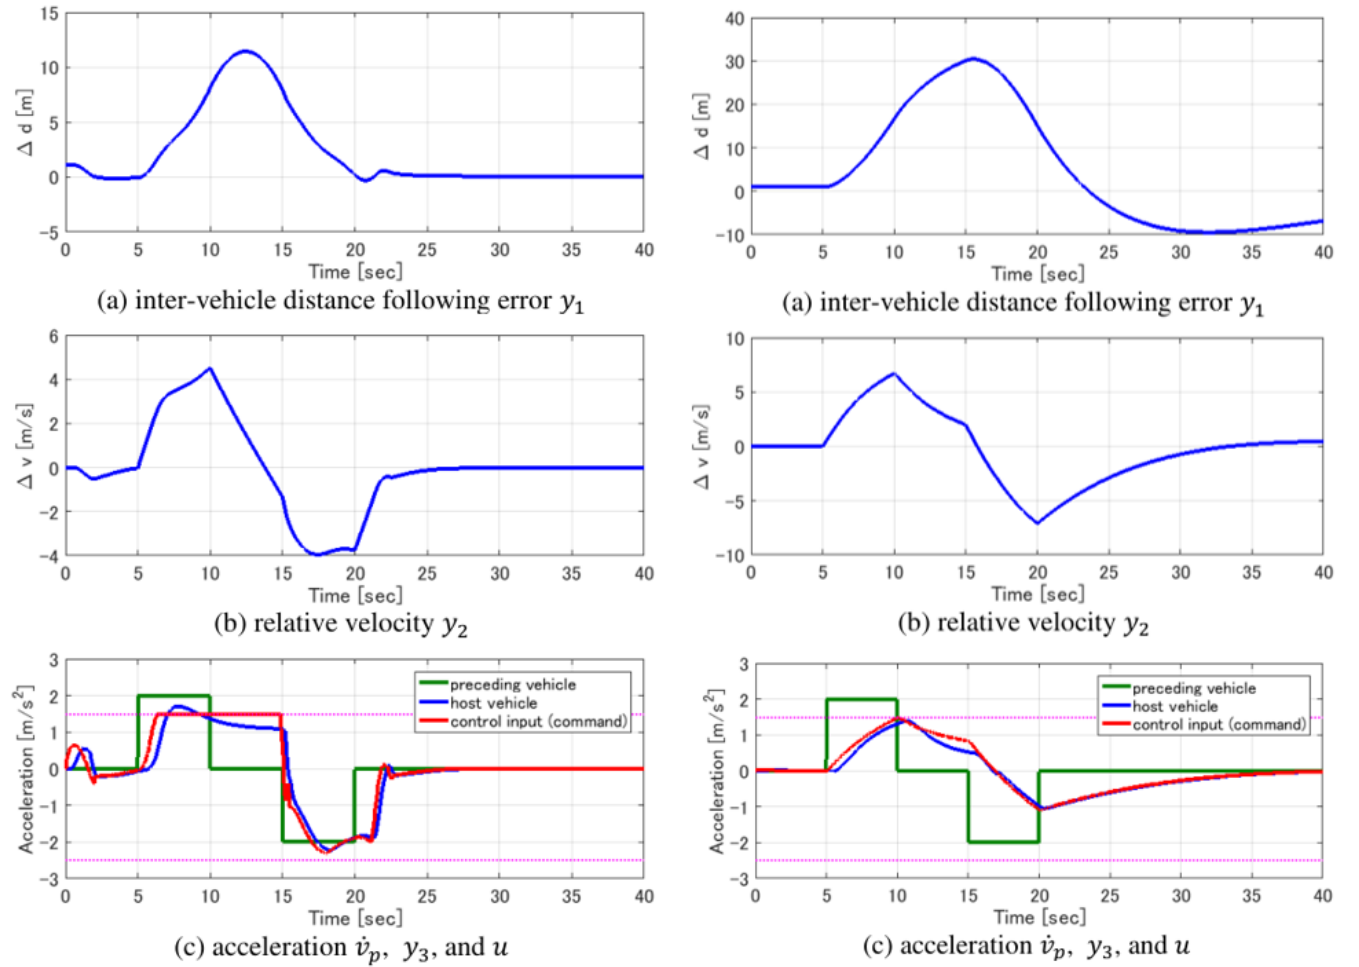 15
10
5
0
-5
Δ d [m]
0 5 10 15 20 25 30 35 40
Time [sec]
(a) inter-vehicle distance following error y₁
6
4
2
0
-2
-4
Δ v [m/s]
0 5 10 15 20 25 30 35 40
Time [sec]
(b) relative velocity y₂
3
2
1
0
-1
-2
-3
Acceleration [m/s²]
preceding vehicle
host vehicle
control input (command)
0 5 10 15 20 25 30 35 40
Time [sec]
(c) acceleration v̇ₚ, y₃, and u
40
30
20
10
0
-10
Δ d [m]
0 5 10 15 20 25 30 35 40
Time [sec]
(a) inter-vehicle distance following error y₁
10
5
0
-5
-10
Δ v [m/s]
0 5 10 15 20 25 30 35 40
Time [sec]
(b) relative velocity y₂
3
2
1
0
-1
-2
-3
Acceleration [m/s²]
preceding vehicle
host vehicle
control input (command)
0 5 10 15 20 25 30 35 40
Time [sec]
(c) acceleration v̇ₚ, y₃, and u